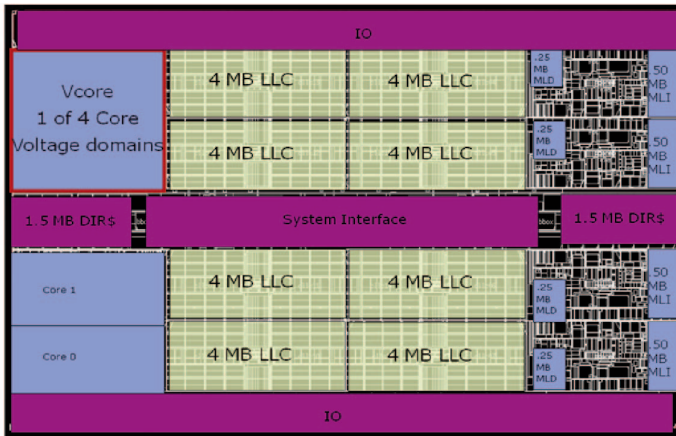 IO
Vcore
1 of 4 Core
Voltage domains
4 MB LLC
4 MB LLC
.25
MB
MLD
.50
MB
MLI
4 MB LLC
4 MB LLC
.25
MB
MLD
.50
MB
MLI
1.5 MB DIR$
System Interface
1.5 MB DIR$
Core 1
4 MB LLC
4 MB LLC
.25
MB
MLD
.50
MB
MLI
Core 0
4 MB LLC
4 MB LLC
.25
MB
MLD
.50
MB
MLI
IO